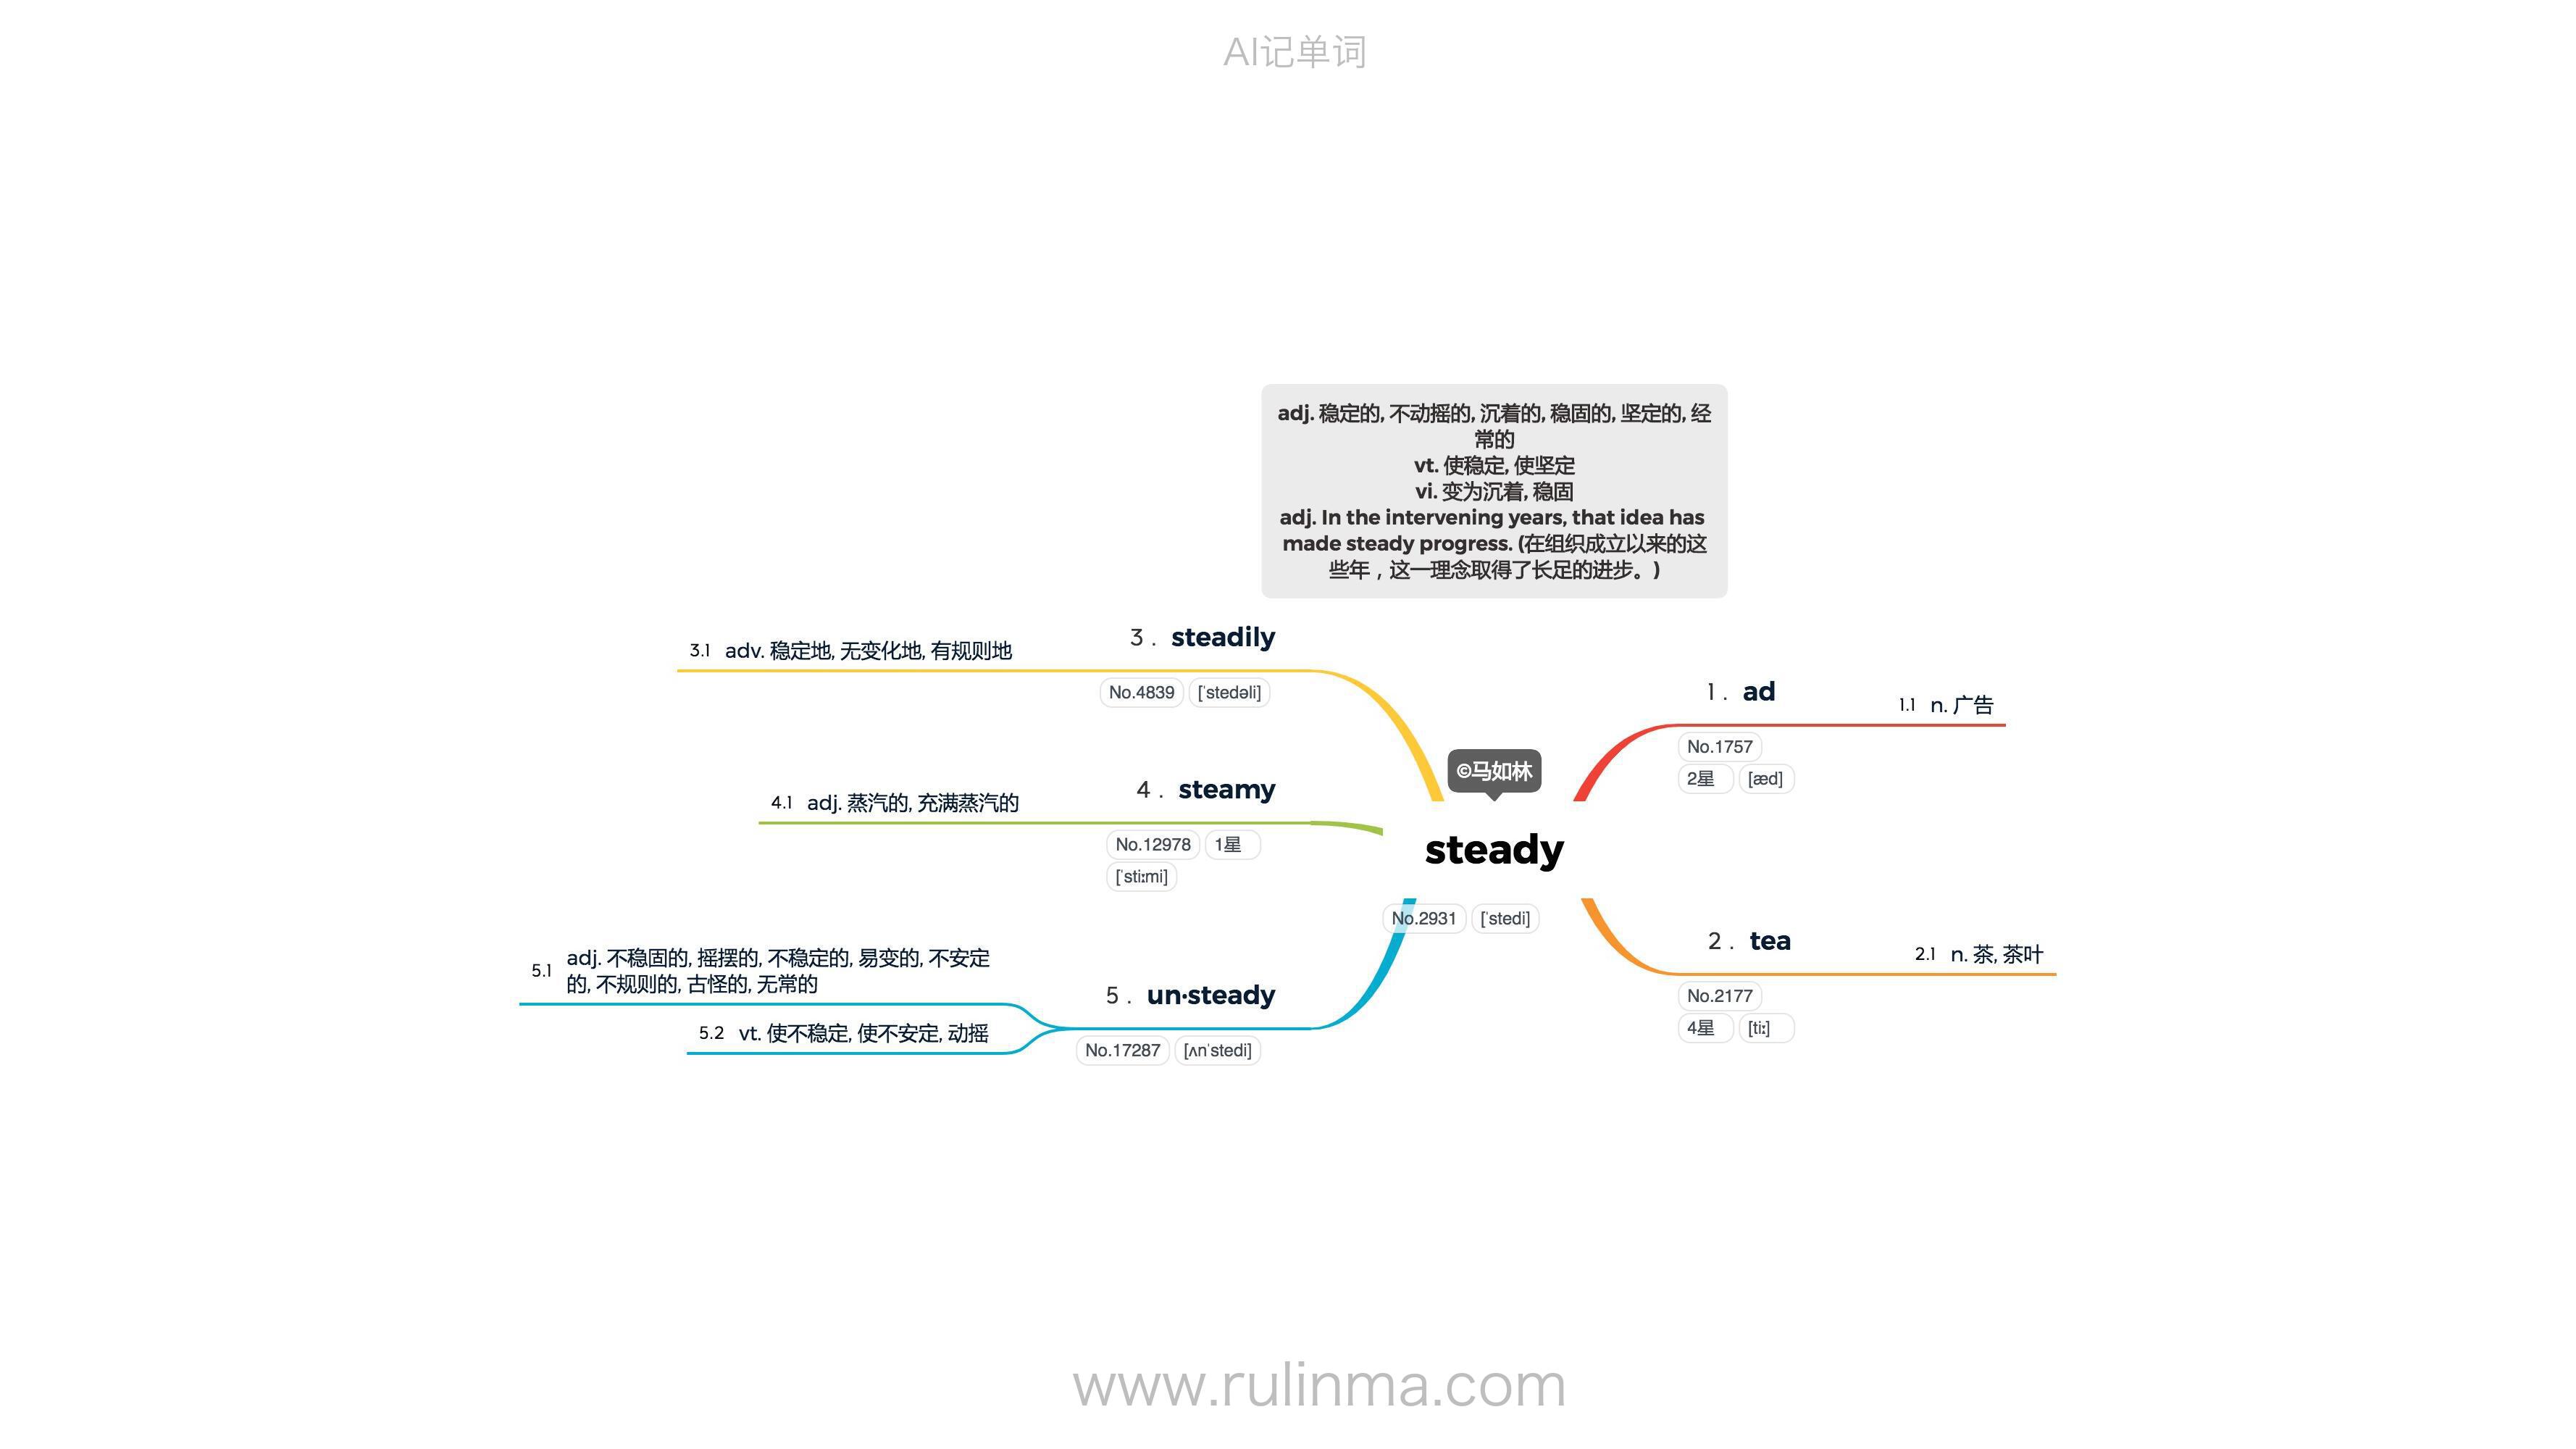 AI记单词
adj. 稳定的, 不动摇的, 沉着的, 稳固的, 坚定的, 经
常的
vt. 使稳定, 使坚定
vi. 变为沉着, 稳固
adj. In the intervening years, that idea has
made steady progress. (在组织成立以来的这
些年，这一理念取得了长足的进步。)
©马如林
steady
No.2931 [ˈstedi]
1. ad
No.1757
2星 [æd]
1.1 n. 广告
2. tea
No.2177
4星 [tiː]
2.1 n. 茶, 茶叶
3. steadily
No.4839 [ˈstedəli]
3.1 adv. 稳定地, 无变化地, 有规则地
4. steamy
No.12978 1星
[ˈstiːmi]
4.1 adj. 蒸汽的, 充满蒸汽的
5. un·steady
No.17287 [ʌnˈstedi]
5.1 adj. 不稳固的, 摇摆的, 不稳定的, 易变的, 不安定
的, 不规则的, 古怪的, 无常的
5.2 vt. 使不稳定, 使不安定, 动摇
www.rulinma.com